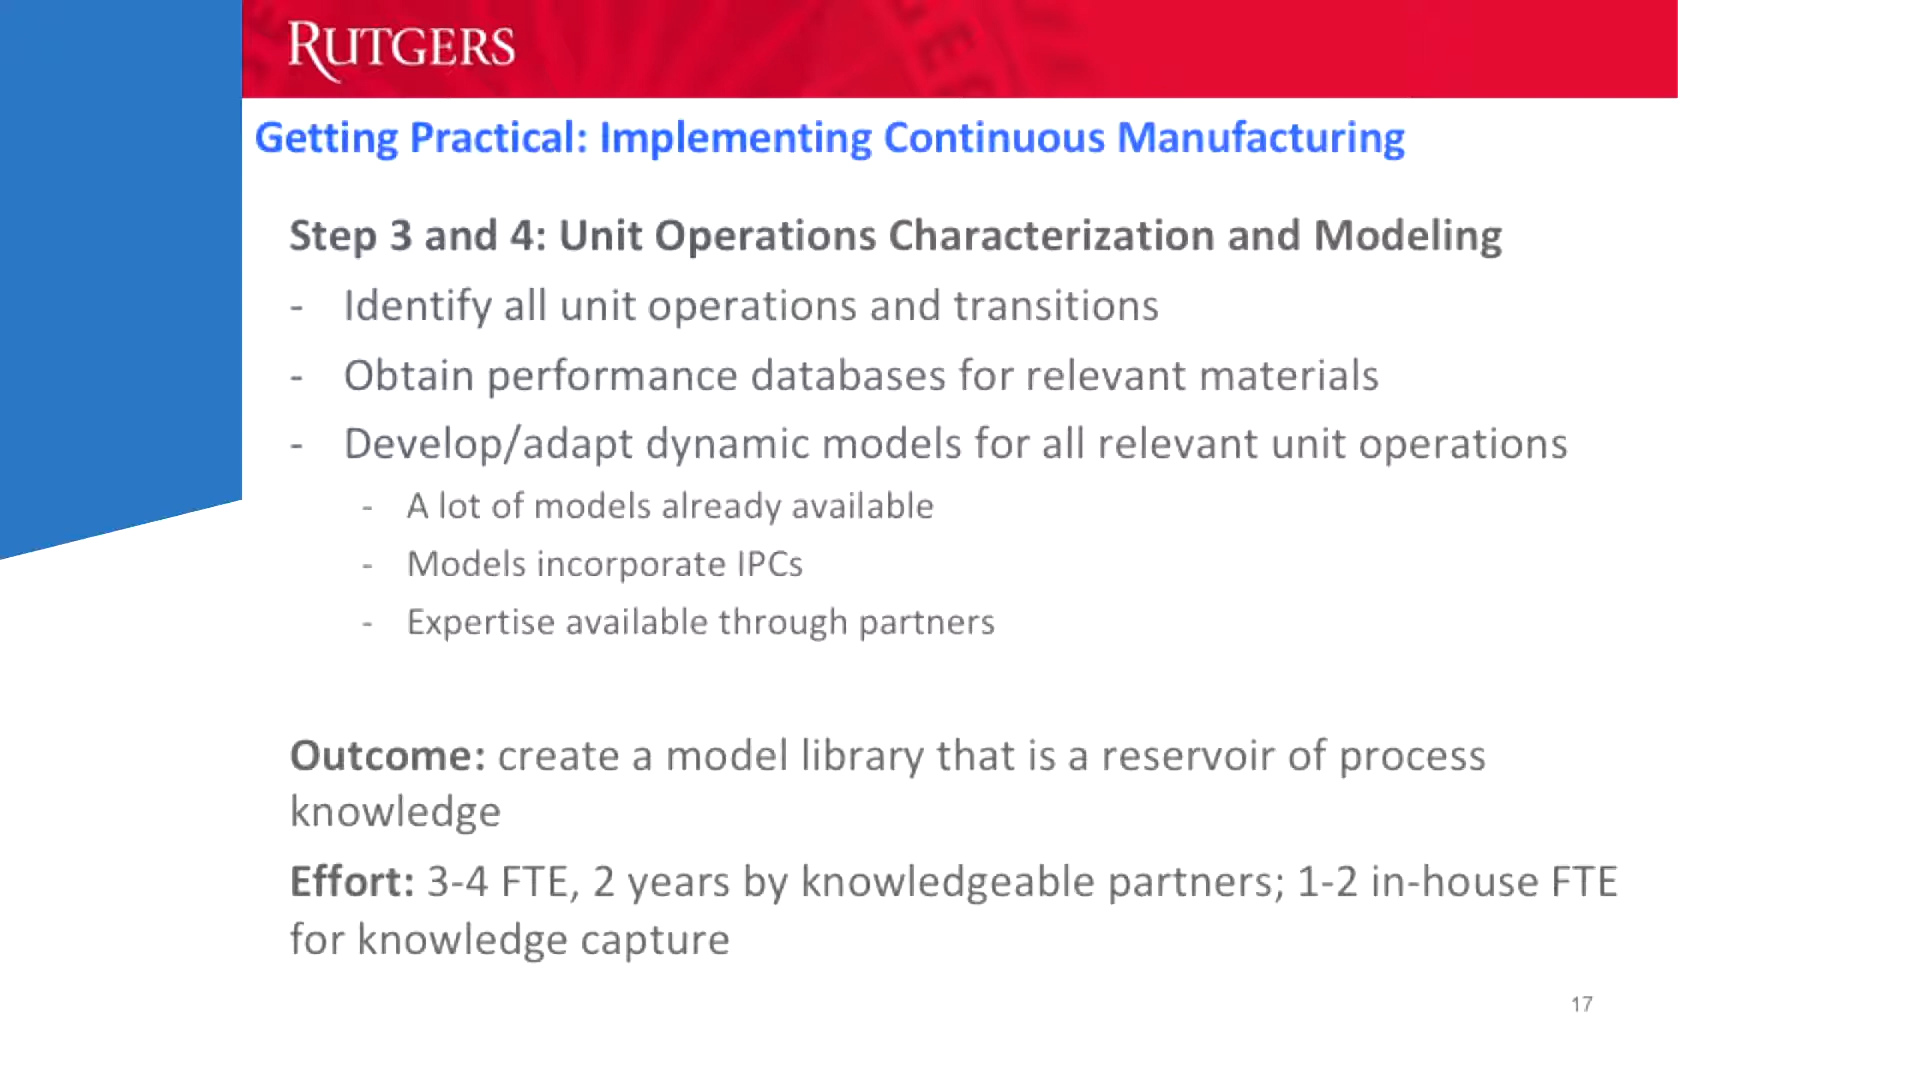 RUTGERS
Getting Practical: Implementing Continuous Manufacturing
Step 3 and 4: Unit Operations Characterization and Modeling
- Identify all unit operations and transitions
- Obtain performance databases for relevant materials
- Develop/adapt dynamic models for all relevant unit operations
- A lot of models already available
- Models incorporate IPCs
- Expertise available through partners
Outcome: create a model library that is a reservoir of process
knowledge
Effort: 3-4 FTE, 2 years by knowledgeable partners; 1-2 in-house FTE
for knowledge capture
17